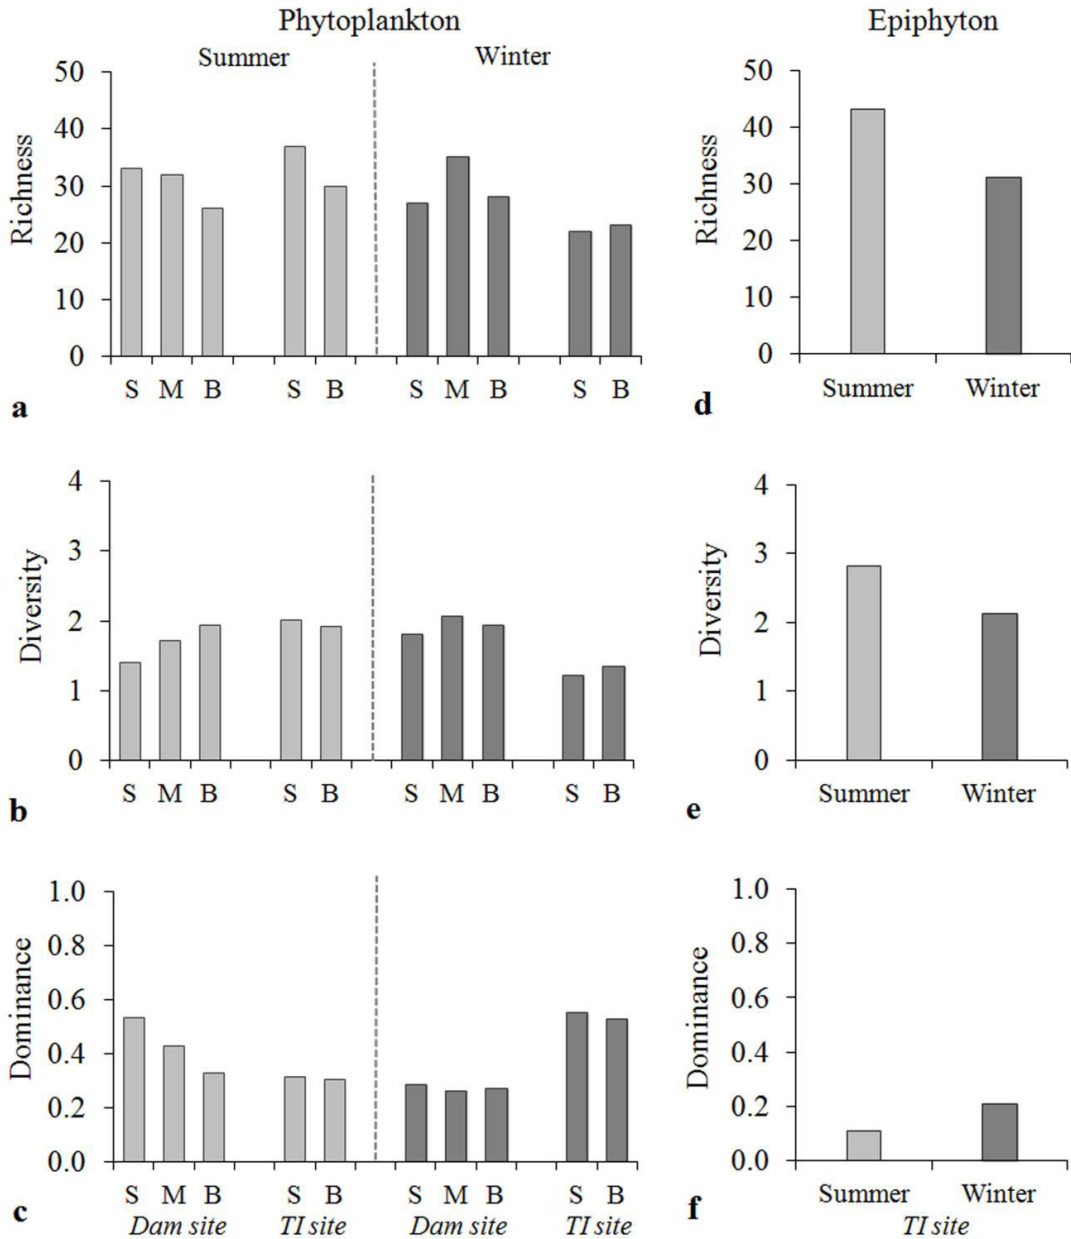 Phytoplankton
Epiphyton
Summer Winter
Richness
50
40
30
20
10
0
S M B S B S M B S B
a
Richness
50
40
30
20
10
0
Summer Winter
d
Diversity
4
3
2
1
0
S M B S B S M B S B
b
Diversity
4
3
2
1
0
Summer Winter
e
Dominance
1.0
0.8
0.6
0.4
0.2
0.0
S M B S B S M B S B
c Dam site TI site Dam site TI site
Dominance
1.0
0.8
0.6
0.4
0.2
0.0
Summer Winter
f TI site